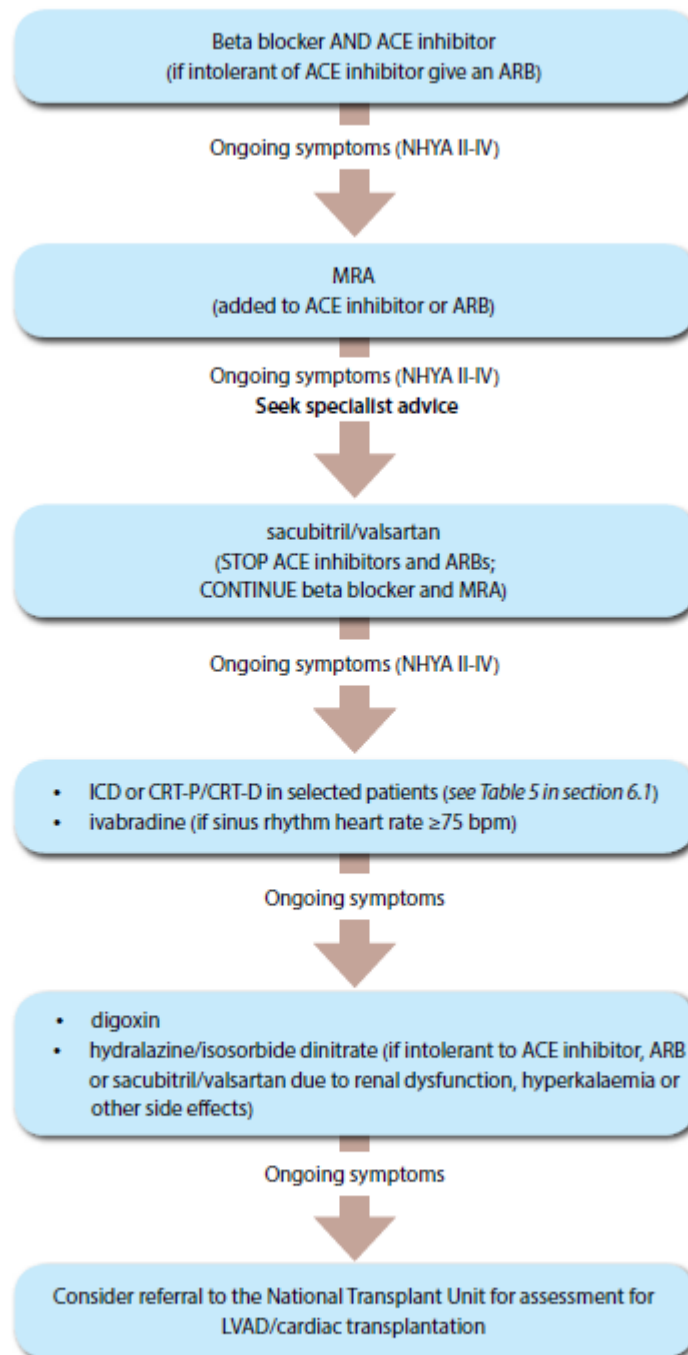 Beta blocker AND ACE inhibitor
(if intolerant of ACE inhibitor give an ARB)
Ongoing symptoms (NHYA II-IV)
MRA
(added to ACE inhibitor or ARB)
Ongoing symptoms (NHYA II-IV)
Seek specialist advice
sacubitril/valsartan
(STOP ACE inhibitors and ARBs;
CONTINUE beta blocker and MRA)
Ongoing symptoms (NHYA II-IV)
• ICD or CRT-P/CRT-D in selected patients (see Table 5 in section 6.1)
• ivabradine (if sinus rhythm heart rate ≥75 bpm)
Ongoing symptoms
• digoxin
• hydralazine/isosorbide dinitrate (if intolerant to ACE inhibitor, ARB
or sacubitril/valsartan due to renal dysfunction, hyperkalaemia or
other side effects)
Ongoing symptoms
Consider referral to the National Transplant Unit for assessment for
LVAD/cardiac transplantation